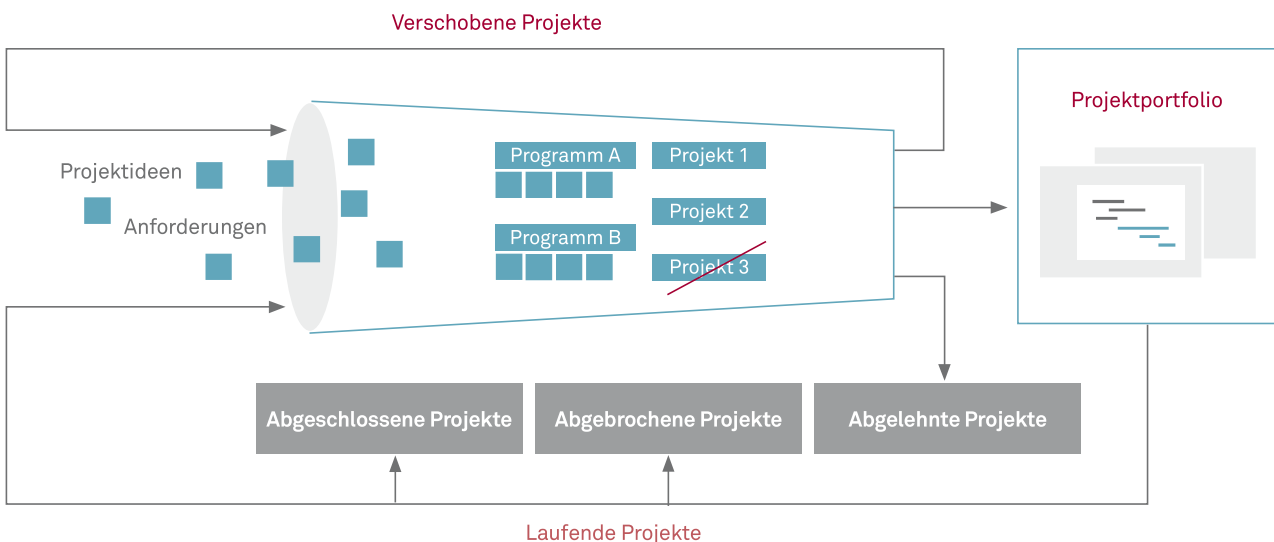 Verschobene Projekte
Projektportfolio
Projektideen
Anforderungen
Programm A
Programm B
Projekt 1
Projekt 2
Projekt 3
Abgeschlossene Projekte
Abgebrochene Projekte
Abgelehnte Projekte
Laufende Projekte